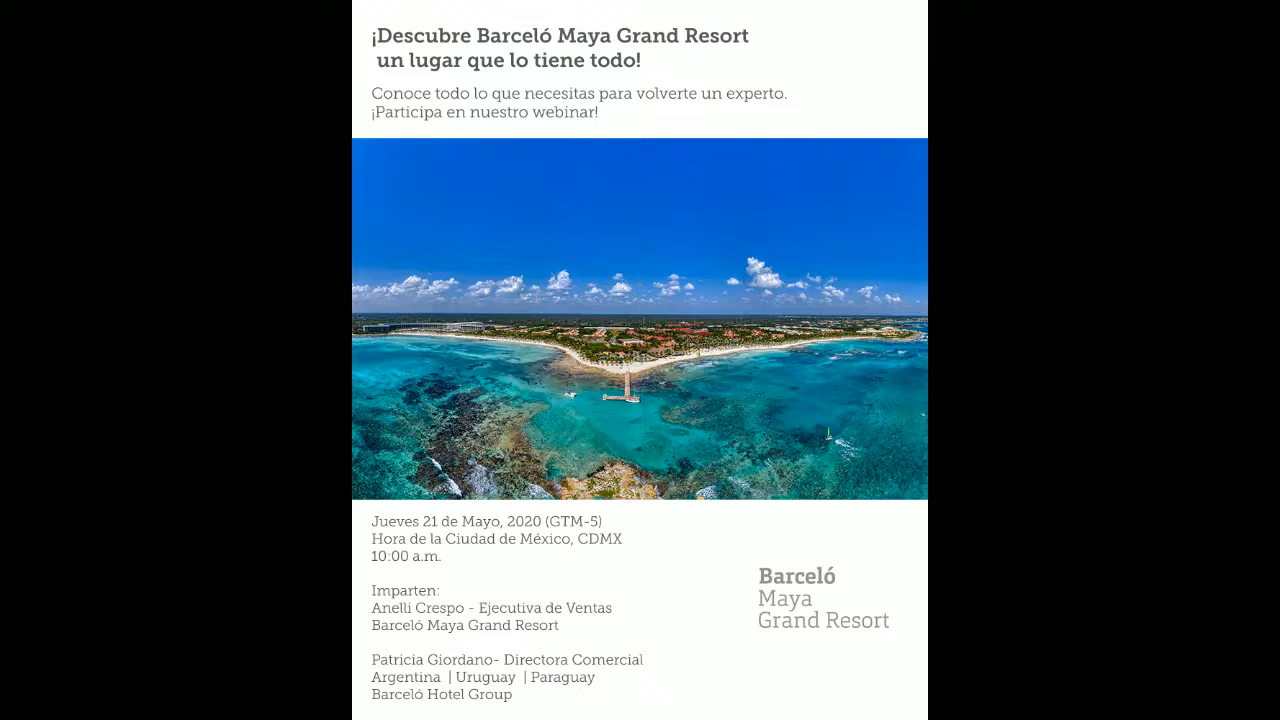 ¡Descubre Barceló Maya Grand Resort
un lugar que lo tiene todo!
Conoce todo lo que necesitas para volverte un experto.
¡Participa en nuestro webinar!
Jueves 21 de Mayo, 2020 (GTM-5)
Hora de la Ciudad de México, CDMX
10:00 a.m.
Imparten:
Anelli Crespo - Ejecutiva de Ventas
Barceló Maya Grand Resort
Patricia Giordano- Directora Comercial
Argentina | Uruguay | Paraguay
Barceló Hotel Group
Barceló
Maya
Grand Resort